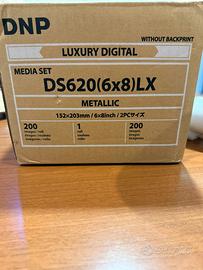 DNP
WITHOUT BACKPRINT
LUXURY DIGITAL
MEDIA SET
DS620(6x8)LX
METALLIC
152×203mm / 6×8inch / 2PCサイズ
200 1 200